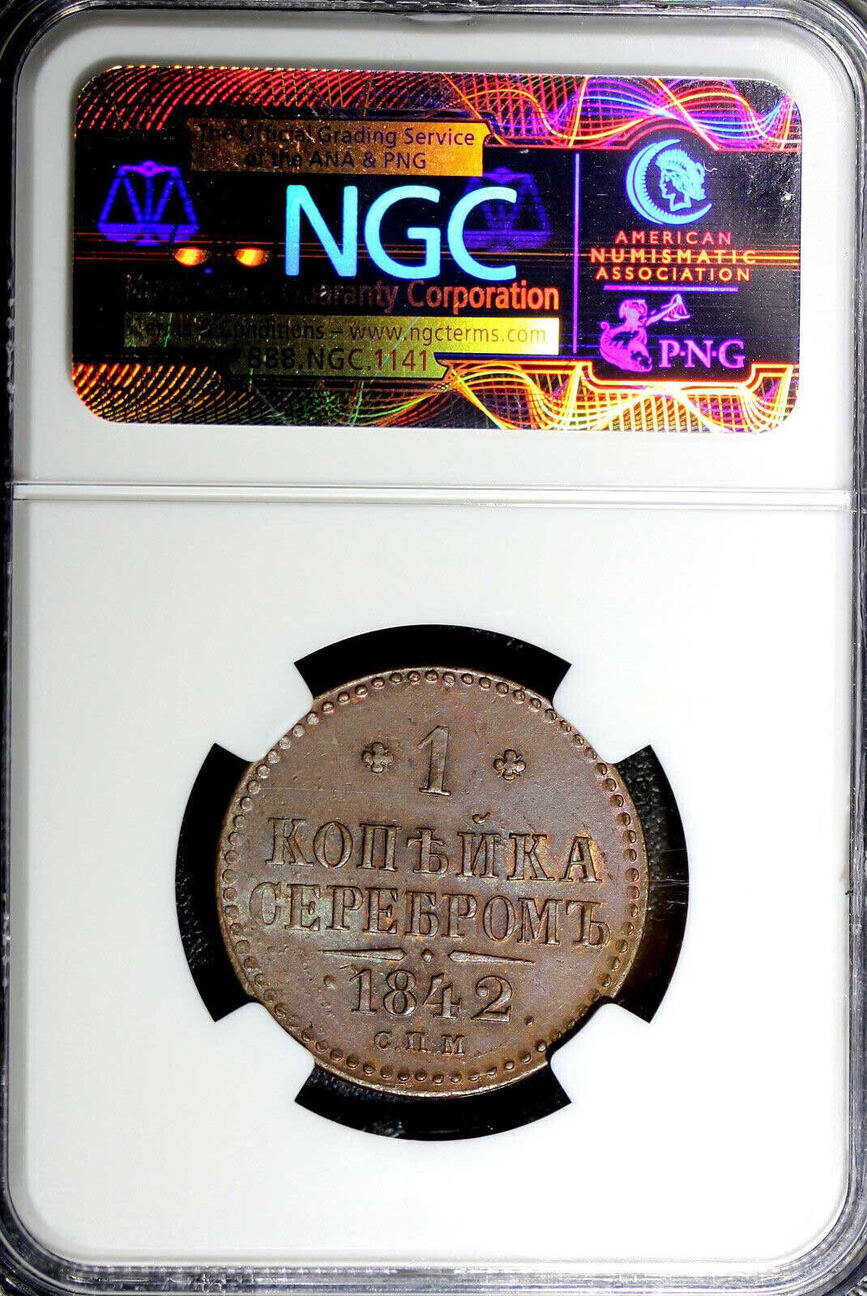 The Official Grading Service
of the ANA & PNG
NGC
Guaranty Corporation
Conditions – www.ngcterms.com
888.NGC.1141
AMERICAN
NUMISMATIC
ASSOCIATION
P·N·G
1
КОПѢЙКА
СЕРЕБРОМЪ
1842.
С.П.М